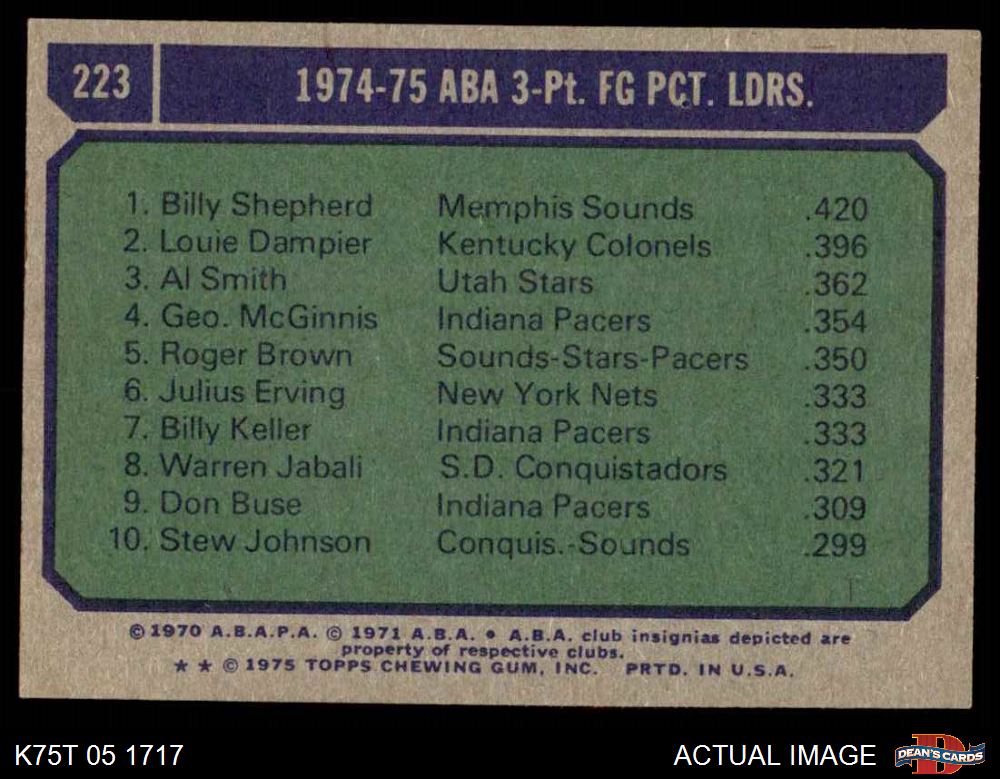 223 1974-75 ABA 3-Pt. FG PCT. LDRS.
1. Billy Shepherd Memphis Sounds .420
2. Louie Dampier Kentucky Colonels .396
3. Al Smith Utah Stars .362
4. Geo. McGinnis Indiana Pacers .354
5. Roger Brown Sounds-Stars-Pacers .350
6. Julius Erving New York Nets .333
7. Billy Keller Indiana Pacers .333
8. Warren Jabali S.D. Conquistadors .321
9. Don Buse Indiana Pacers .309
10. Stew Johnson Conquis.-Sounds .299
© 1970 A.B.A.P.A. © 1971 A.B.A. • A.B.A. club insignias depicted are
property of respective clubs.
★ ★ © 1975 TOPPS CHEWING GUM, INC. PRTD. IN U.S.A.
K75T 05 1717 ACTUAL IMAGE D DEAN'S CARDS